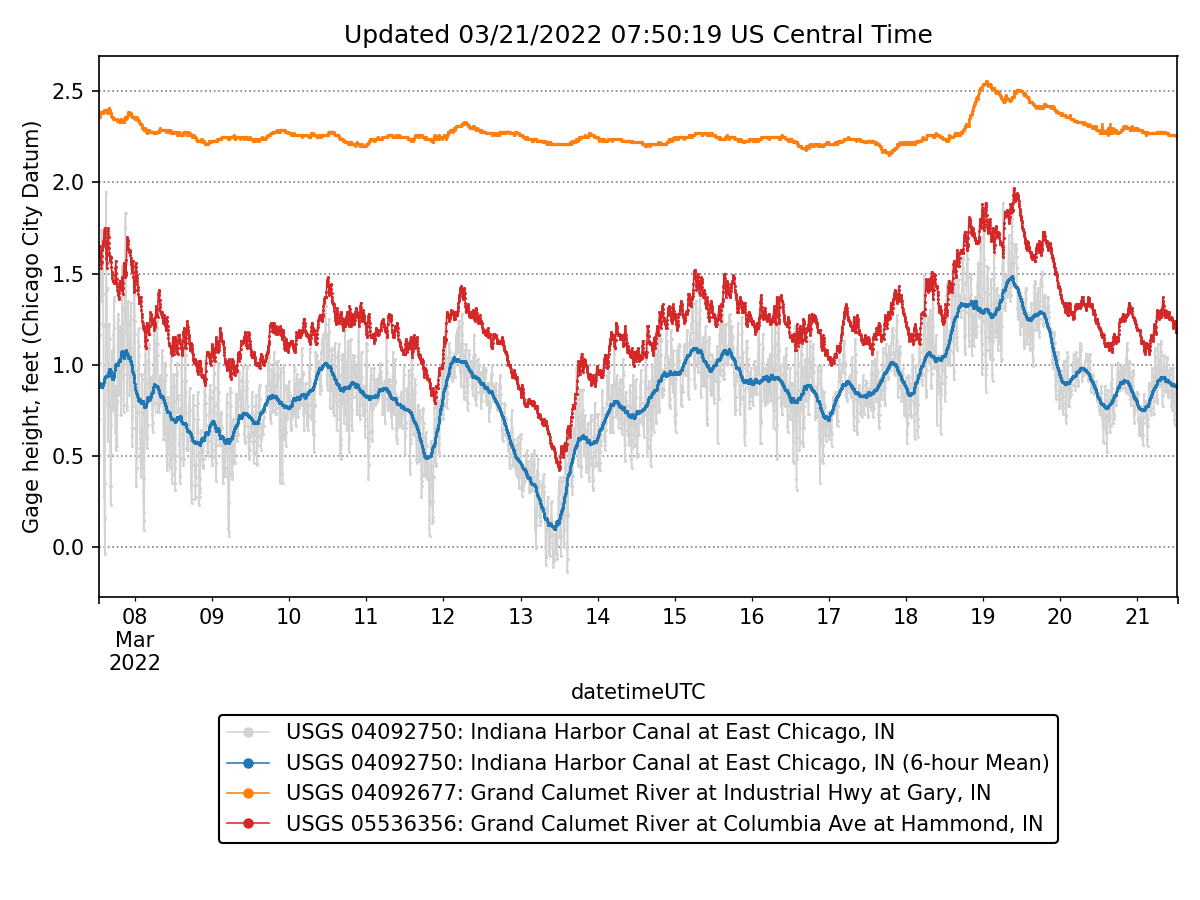 Updated 03/21/2022 07:50:19 US Central Time
Gage height, feet (Chicago City Datum)
2.5
2.0
1.5
1.0
0.5
0.0
08 09 10 11 12 13 14 15 16 17 18 19 20 21
Mar
2022
datetimeUTC
USGS 04092750: Indiana Harbor Canal at East Chicago, IN
USGS 04092750: Indiana Harbor Canal at East Chicago, IN (6-hour Mean)
USGS 04092677: Grand Calumet River at Industrial Hwy at Gary, IN
USGS 05536356: Grand Calumet River at Columbia Ave at Hammond, IN